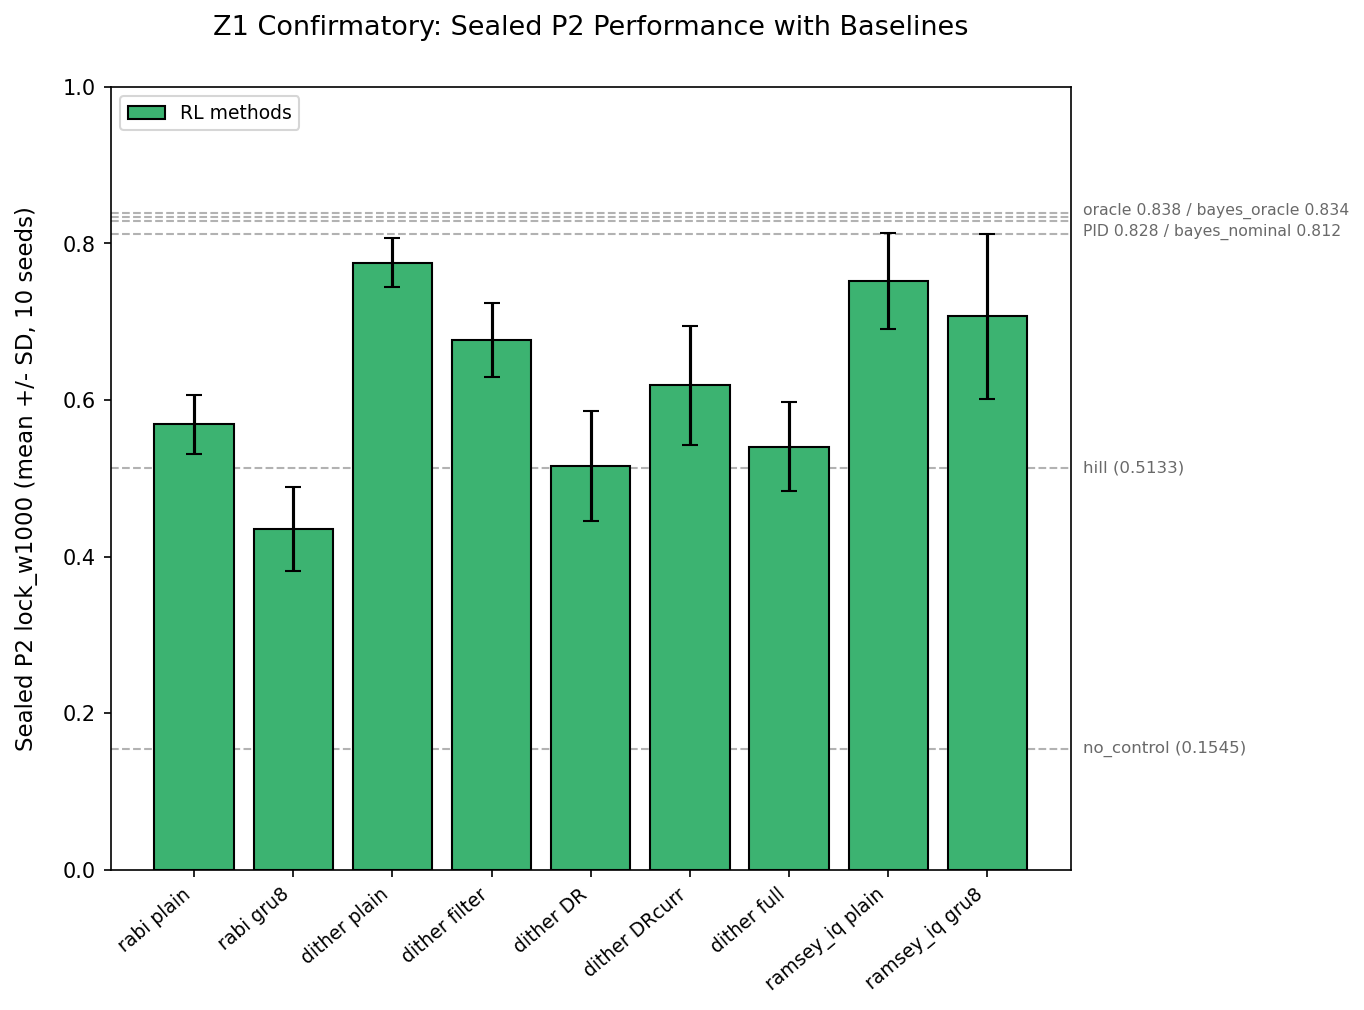 Z1 Confirmatory: Sealed P2 Performance with Baselines
Sealed P2 lock_w1000 (mean +/- SD, 10 seeds)
1.0
0.8
0.6
0.4
0.2
0.0
RL methods
oracle 0.838 / bayes_oracle 0.834
PID 0.828 / bayes_nominal 0.812
hill (0.5133)
no_control (0.1545)
rabi plain
rabi gru8
dither plain
dither filter
dither DR
dither DRcurr
dither full
ramsey_iq plain
ramsey_iq gru8